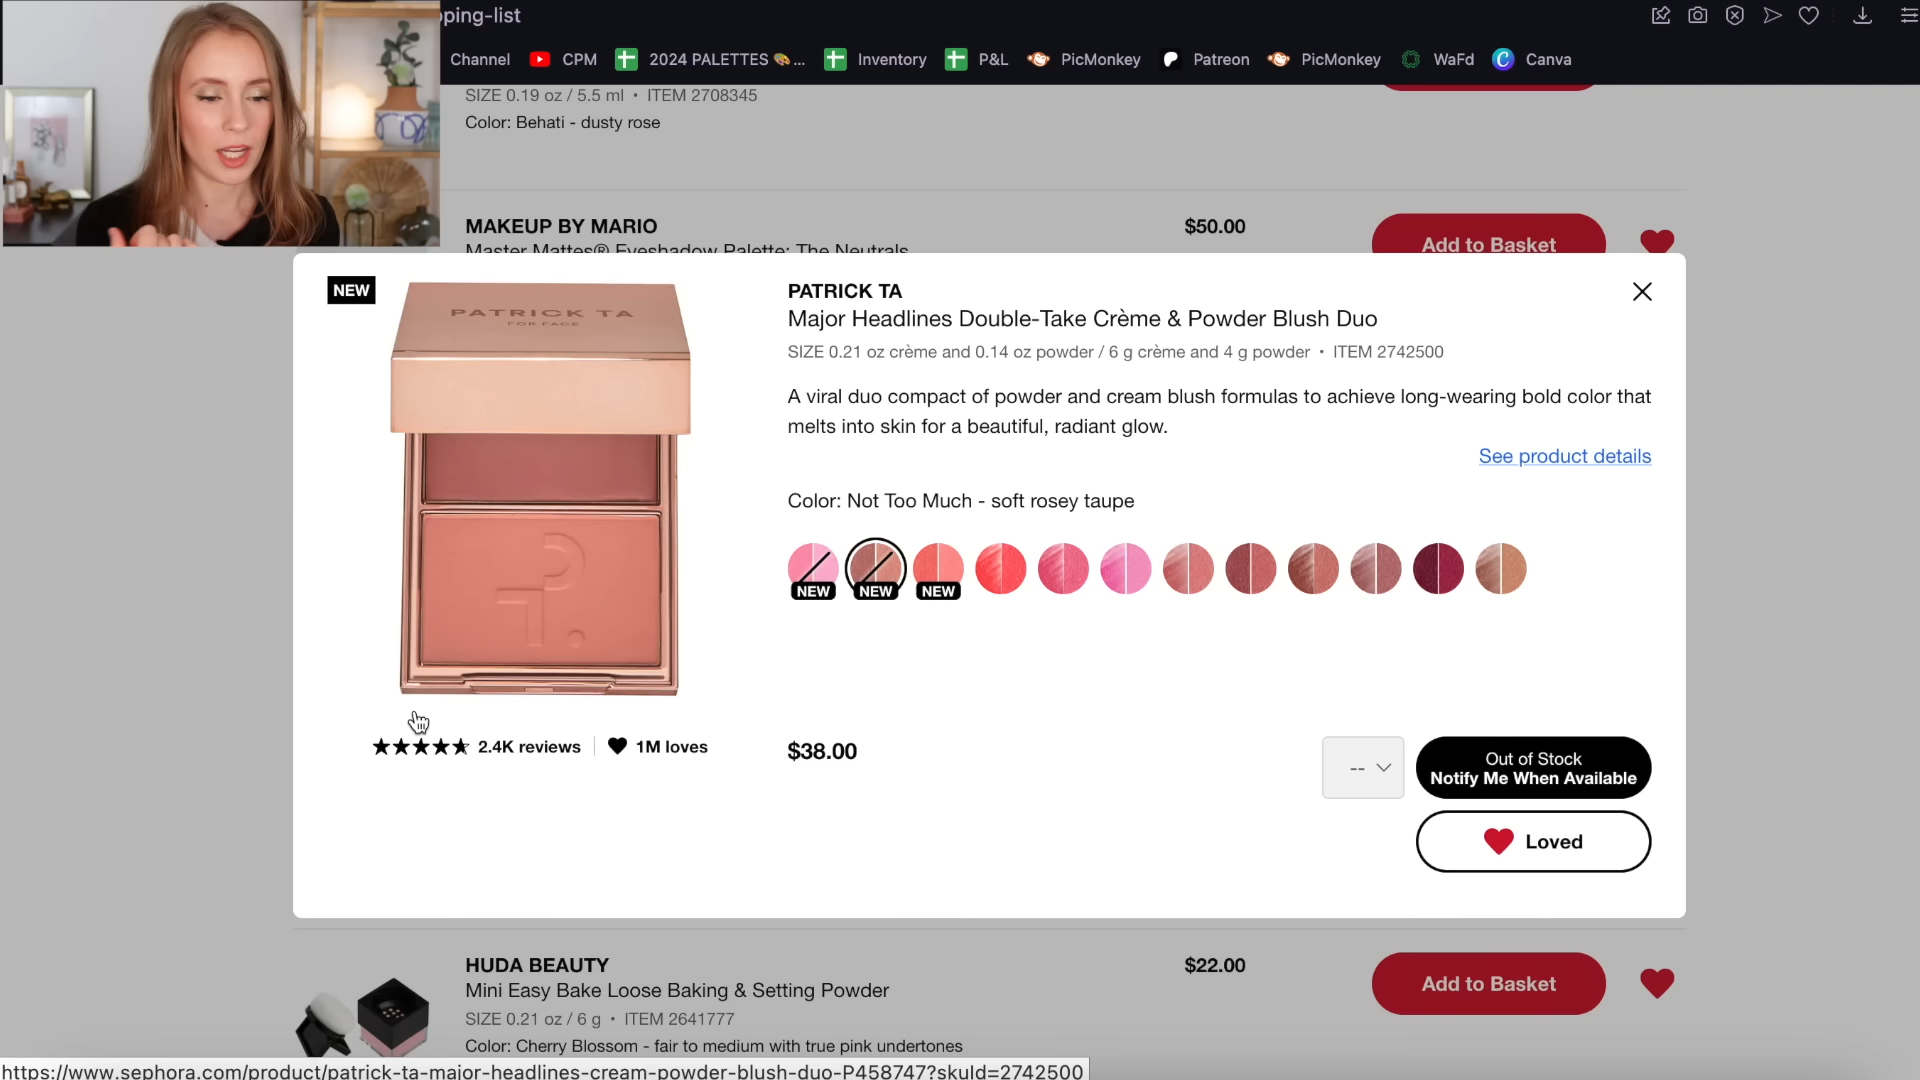 ping-list
Channel
CPM
2024 PALETTES 🎨 ...
Inventory
P&L
PicMonkey
Patreon
PicMonkey
WaFd
Canva
SIZE 0.19 oz / 5.5 ml • ITEM 2708345
Color: Behati - dusty rose
MAKEUP BY MARIO
$50.00
Add to Basket
Master Mattes® Eyeshadow Palette: The Neutrals
NEW
PATRICK TA
FOR FACE
PATRICK TA
Major Headlines Double-Take Crème & Powder Blush Duo
SIZE 0.21 oz crème and 0.14 oz powder / 6 g crème and 4 g powder • ITEM 2742500
A viral duo compact of powder and cream blush formulas to achieve long-wearing bold color that
melts into skin for a beautiful, radiant glow.
See product details
Color: Not Too Much - soft rosey taupe
NEW
NEW
NEW
2.4K reviews
1M loves
$38.00
--
Out of Stock
Notify Me When Available
Loved
HUDA BEAUTY
$22.00
Add to Basket
Mini Easy Bake Loose Baking & Setting Powder
SIZE 0.21 oz / 6 g • ITEM 2641777
Color: Cherry Blossom - fair to medium with true pink undertones
https://www.sephora.com/product/patrick-ta-major-headlines-cream-powder-blush-duo-P458747?skuId=2742500